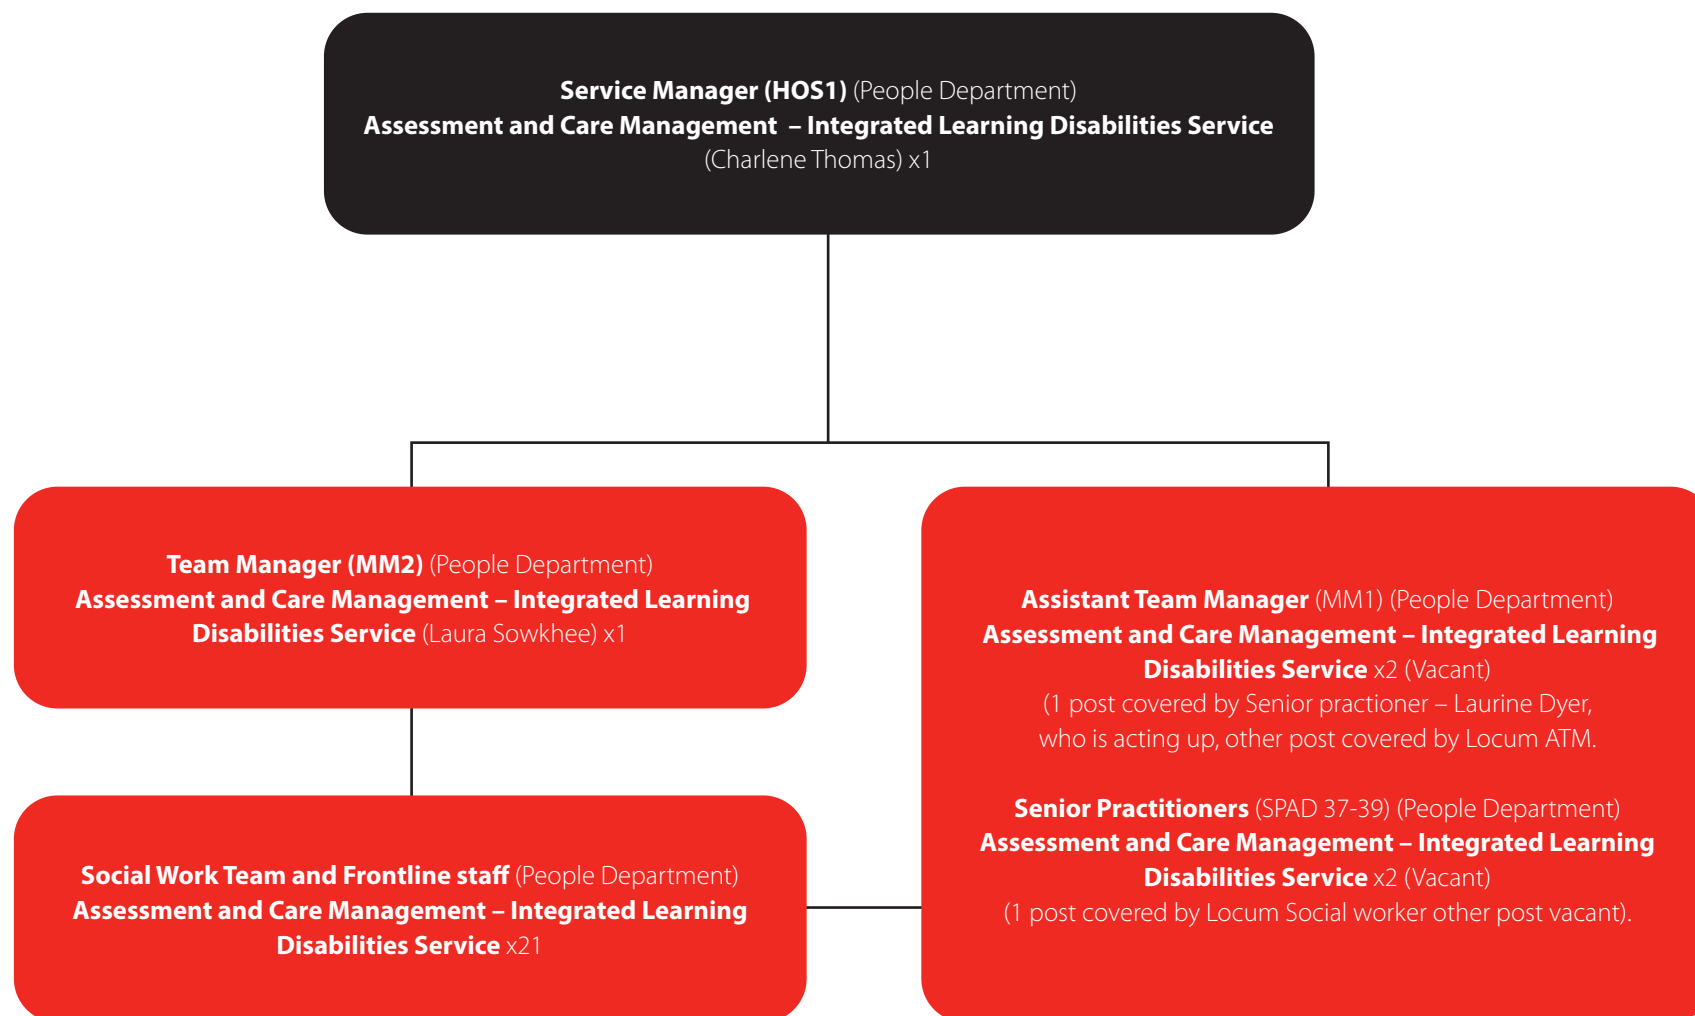 Service Manager (HOS1) (People Department)
Assessment and Care Management – Integrated Learning Disabilities Service
(Charlene Thomas) x1
Team Manager (MM2) (People Department)
Assessment and Care Management – Integrated Learning
Disabilities Service (Laura Sowkhee) x1
Social Work Team and Frontline staff (People Department)
Assessment and Care Management – Integrated Learning
Disabilities Service x21
Assistant Team Manager (MM1) (People Department)
Assessment and Care Management – Integrated Learning
Disabilities Service x2 (Vacant)
(1 post covered by Senior practioner – Laurine Dyer,
who is acting up, other post covered by Locum ATM.
Senior Practitioners (SPAD 37-39) (People Department)
Assessment and Care Management – Integrated Learning
Disabilities Service x2 (Vacant)
(1 post covered by Locum Social worker other post vacant).